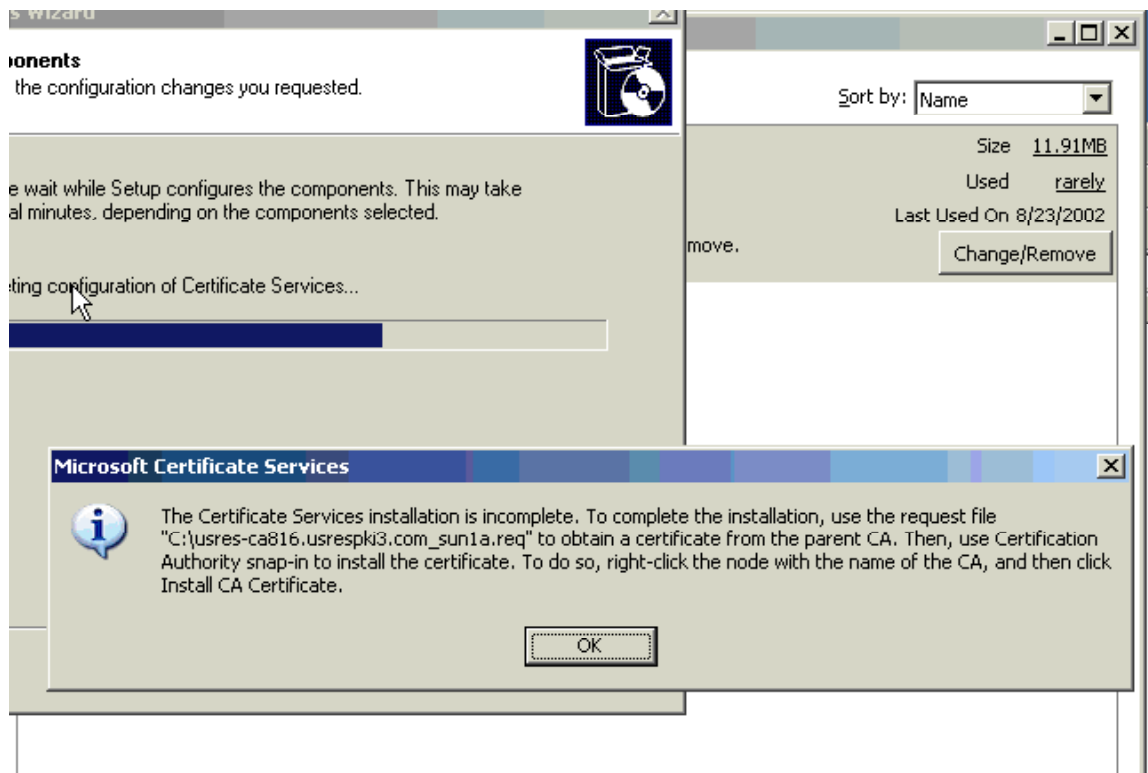 s Wizard
ponents
the configuration changes you requested.
Sort by: Name
Size 11.91MB
Used rarely
Last Used On 8/23/2002
move.
Change/Remove
e wait while Setup configures the components. This may take
al minutes, depending on the components selected.
ting configuration of Certificate Services...
Microsoft Certificate Services
The Certificate Services installation is incomplete. To complete the installation, use the request file
"C:\usres-ca816.usrespki3.com_sun1a.req" to obtain a certificate from the parent CA. Then, use Certification
Authority snap-in to install the certificate. To do so, right-click the node with the name of the CA, and then click
Install CA Certificate.
OK